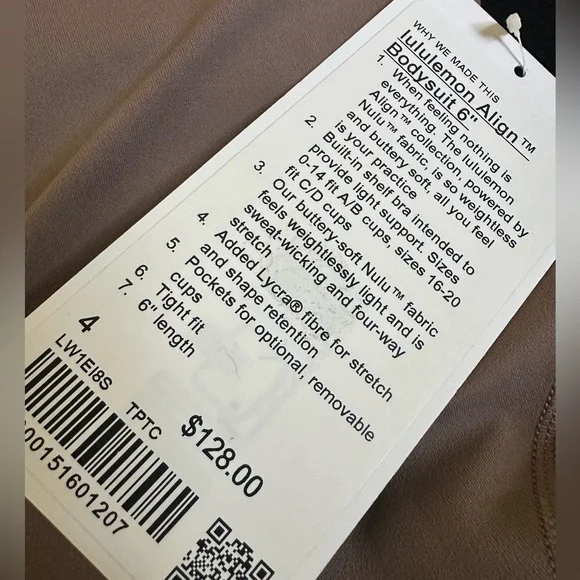 WHY WE MADE THIS
lululemon Align™
Bodysuit 6"
1. When feeling nothing is
everything. The lululemon
Align™ collection, powered by
Nulu™ fabric, is so weightless
and buttery soft, all you feel
is your practice
2. Built-in shelf bra intended to
provide light support. Sizes
0-14 fit A/B cups, sizes 16-20
fit C/D cups
3. Our buttery-soft Nulu™ fabric
feels weightlessly light and is
sweat-wicking and four-way
stretch
4. Added Lycra® fibre for stretch
and shape retention
5. Pockets for optional, removable
cups
6. Tight fit
7. 6" length
4
LW1EI8S TPTC $128.00
00151601207